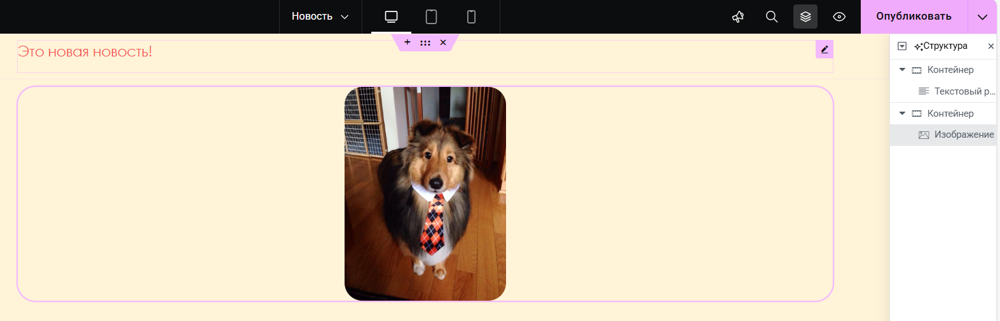 Новость
Опубликовать
Это новая новость!
Структура
Контейнер
Текстовый р...
Контейнер
Изображение